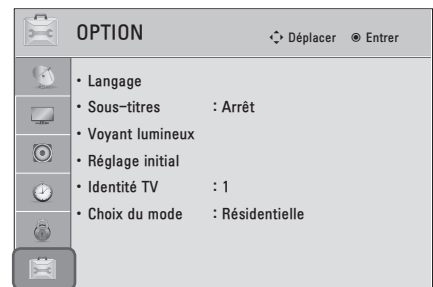 OPTION Déplacer Entrer
• Langage
• Sous-titres : Arrêt
• Voyant lumineux
• Réglage initial
• Identité TV : 1
• Choix du mode : Résidentielle